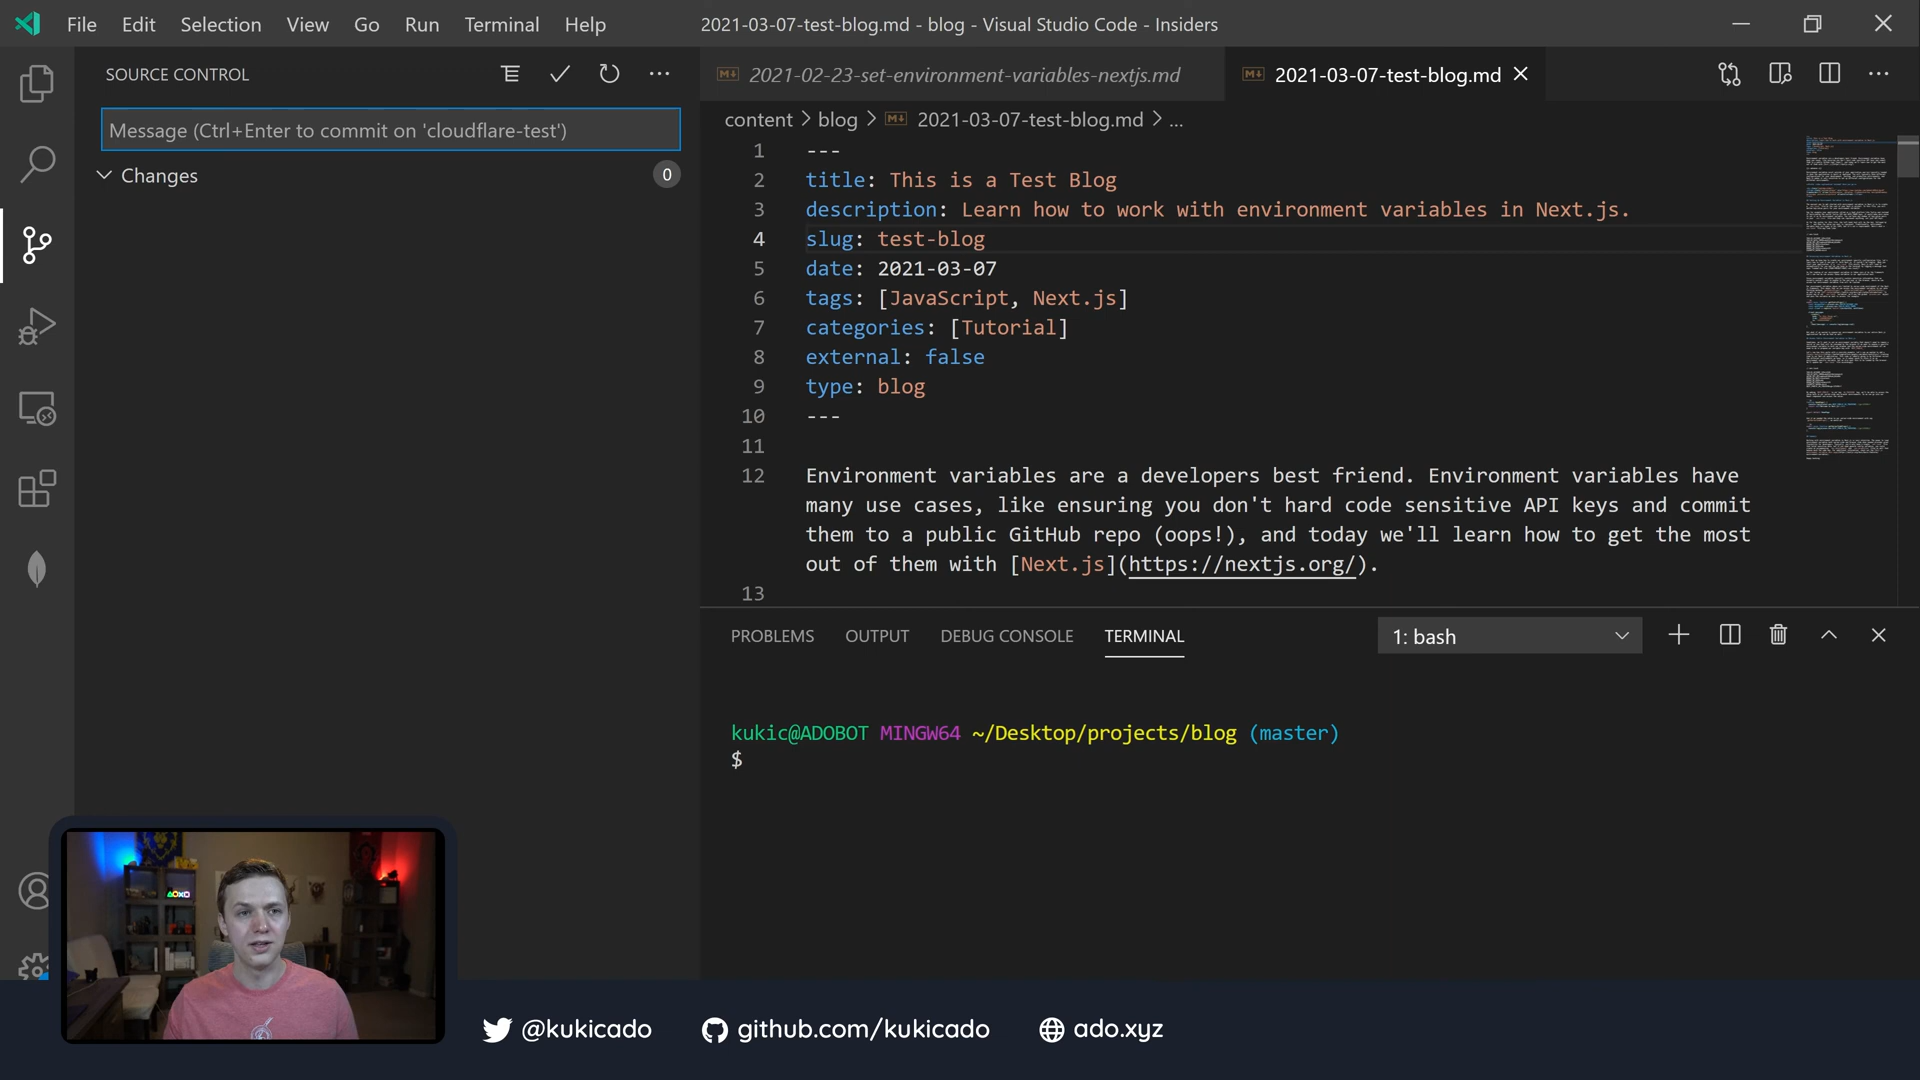 File Edit Selection View Go Run Terminal Help
2021-03-07-test-blog.md - blog - Visual Studio Code - Insiders
SOURCE CONTROL
Message (Ctrl+Enter to commit on 'cloudflare-test')
Changes 0
2021-02-23-set-environment-variables-nextjs.md
2021-03-07-test-blog.md
content > blog > 2021-03-07-test-blog.md > ...
1 ---
2 title: This is a Test Blog
3 description: Learn how to work with environment variables in Next.js.
4 slug: test-blog
5 date: 2021-03-07
6 tags: [JavaScript, Next.js]
7 categories: [Tutorial]
8 external: false
9 type: blog
10 ---
11
12 Environment variables are a developers best friend. Environment variables have
many use cases, like ensuring you don't hard code sensitive API keys and commit
them to a public GitHub repo (oops!), and today we'll learn how to get the most
out of them with [Next.js](https://nextjs.org/).
13
PROBLEMS OUTPUT DEBUG CONSOLE TERMINAL
1: bash
kukic@ADOBOT MINGW64 ~/Desktop/projects/blog (master)
$
@kukicado
github.com/kukicado
ado.xyz